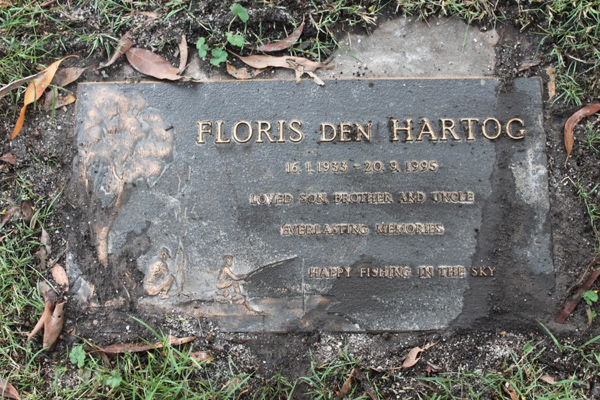 FLORIS DEN HARTOG
16.1.1933 - 20.9.1995
LOVED SON, BROTHER AND UNCLE
EVERLASTING MEMORIES
HAPPY FISHING IN THE SKY